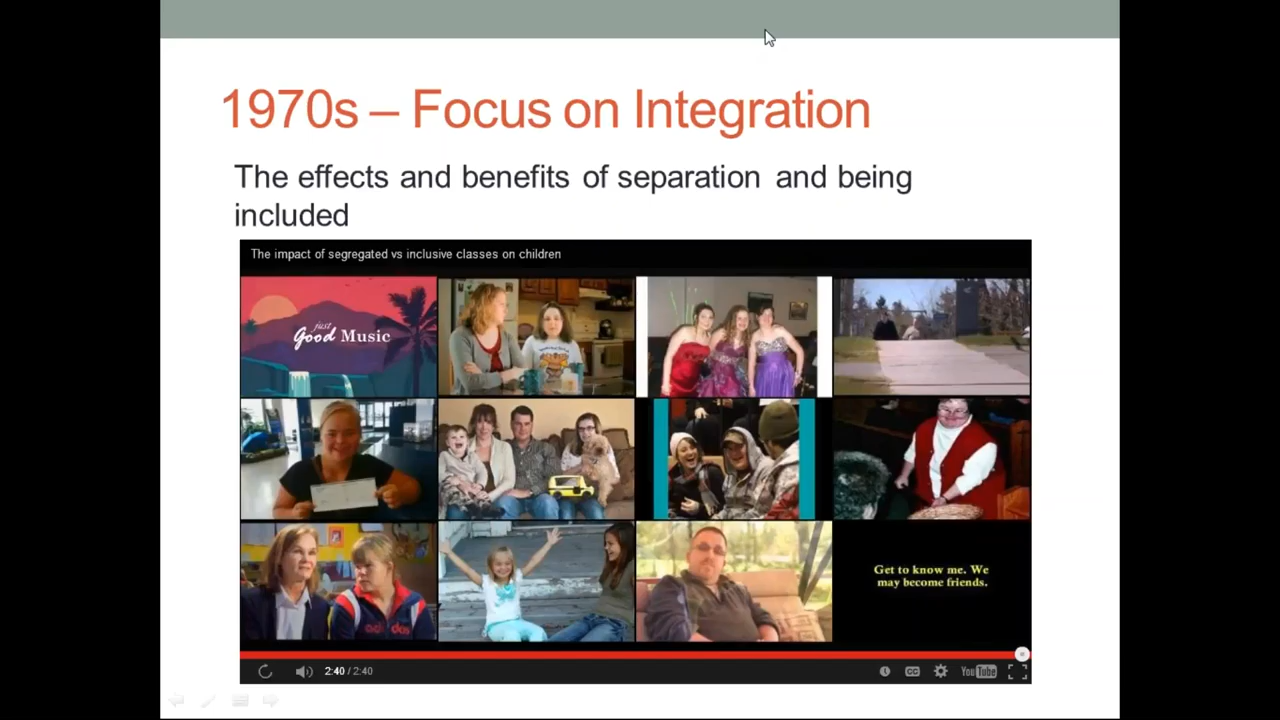 1970s – Focus on Integration
The effects and benefits of separation and being
included
The impact of segregated vs inclusive classes on children
just
Good Music
Get to know me. We
may become friends.
2:40 / 2:40
CC
YouTube